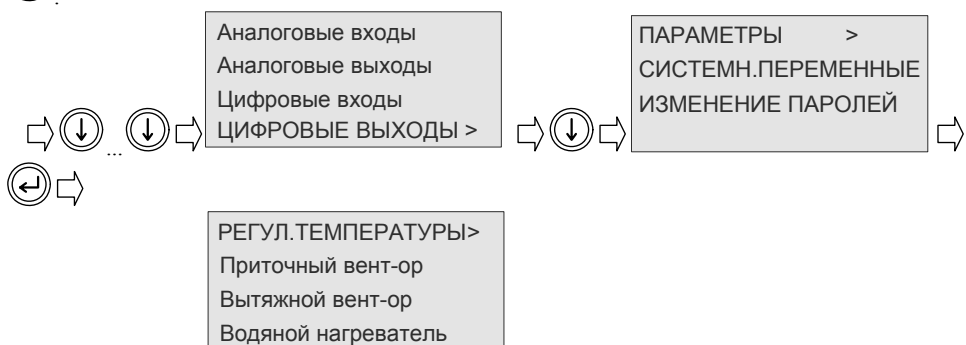 Аналоговые входы
Аналоговые выходы
Цифровые входы
ЦИФРОВЫЕ ВЫХОДЫ >
...
ПАРАМЕТРЫ >
СИСТЕМН.ПЕРЕМЕННЫЕ
ИЗМЕНЕНИЕ ПАРОЛЕЙ
РЕГУЛ.ТЕМПЕРАТУРЫ>
Приточный вент-ор
Вытяжной вент-ор
Водяной нагреватель